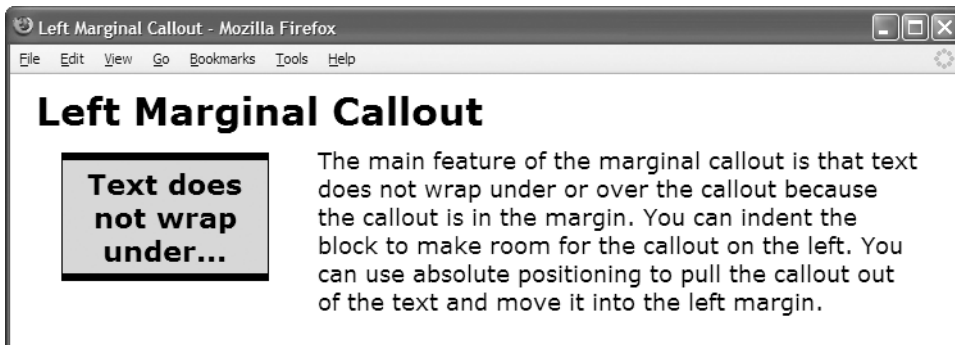 Left Marginal Callout - Mozilla Firefox
File Edit View Go Bookmarks Tools Help
Left Marginal Callout
Text does
not wrap
under...
The main feature of the marginal callout is that text
does not wrap under or over the callout because
the callout is in the margin. You can indent the
block to make room for the callout on the left. You
can use absolute positioning to pull the callout out
of the text and move it into the left margin.